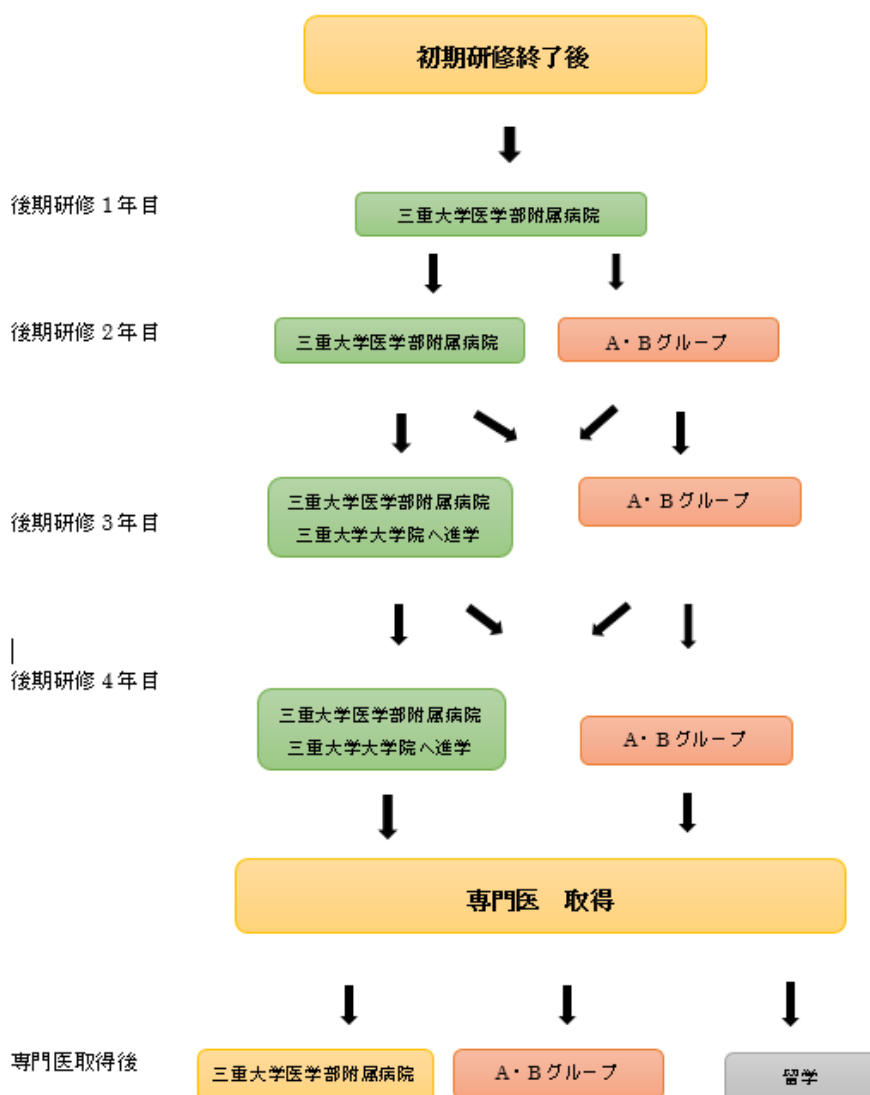 初期研修終了後
後期研修 1 年目
三重大学医学部附属病院
後期研修 2 年目
三重大学医学部附属病院
A・B グループ
後期研修 3 年目
三重大学医学部附属病院
三重大学大学院へ進学
A・B グループ
後期研修 4 年目
三重大学医学部附属病院
三重大学大学院へ進学
A・B グループ
専門医　取得
専門医取得後
三重大学医学部附属病院
A・B グループ
留学